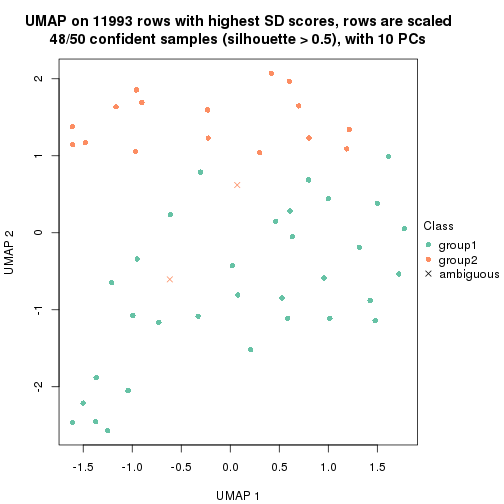 UMAP on 11993 rows with highest SD scores, rows are scaled
48/50 confident samples (silhouette > 0.5), with 10 PCs
2
1
0
-1
-2
UMAP 2
-1.5 -1.0 -0.5 0.0 0.5 1.0 1.5
UMAP 1
Class
group1
group2
ambiguous